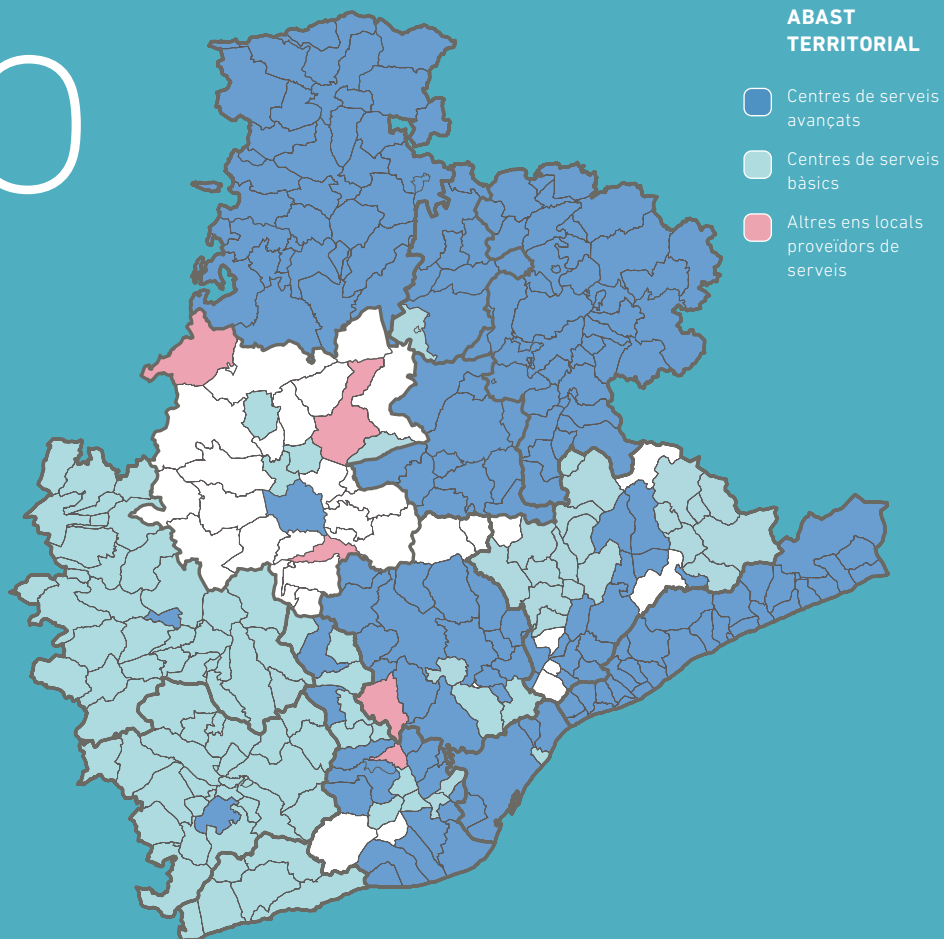 ABAST
TERRITORIAL
Centres de serveis
avançats
Centres de serveis
bàsics
Altres ens locals
proveïdors de
serveis